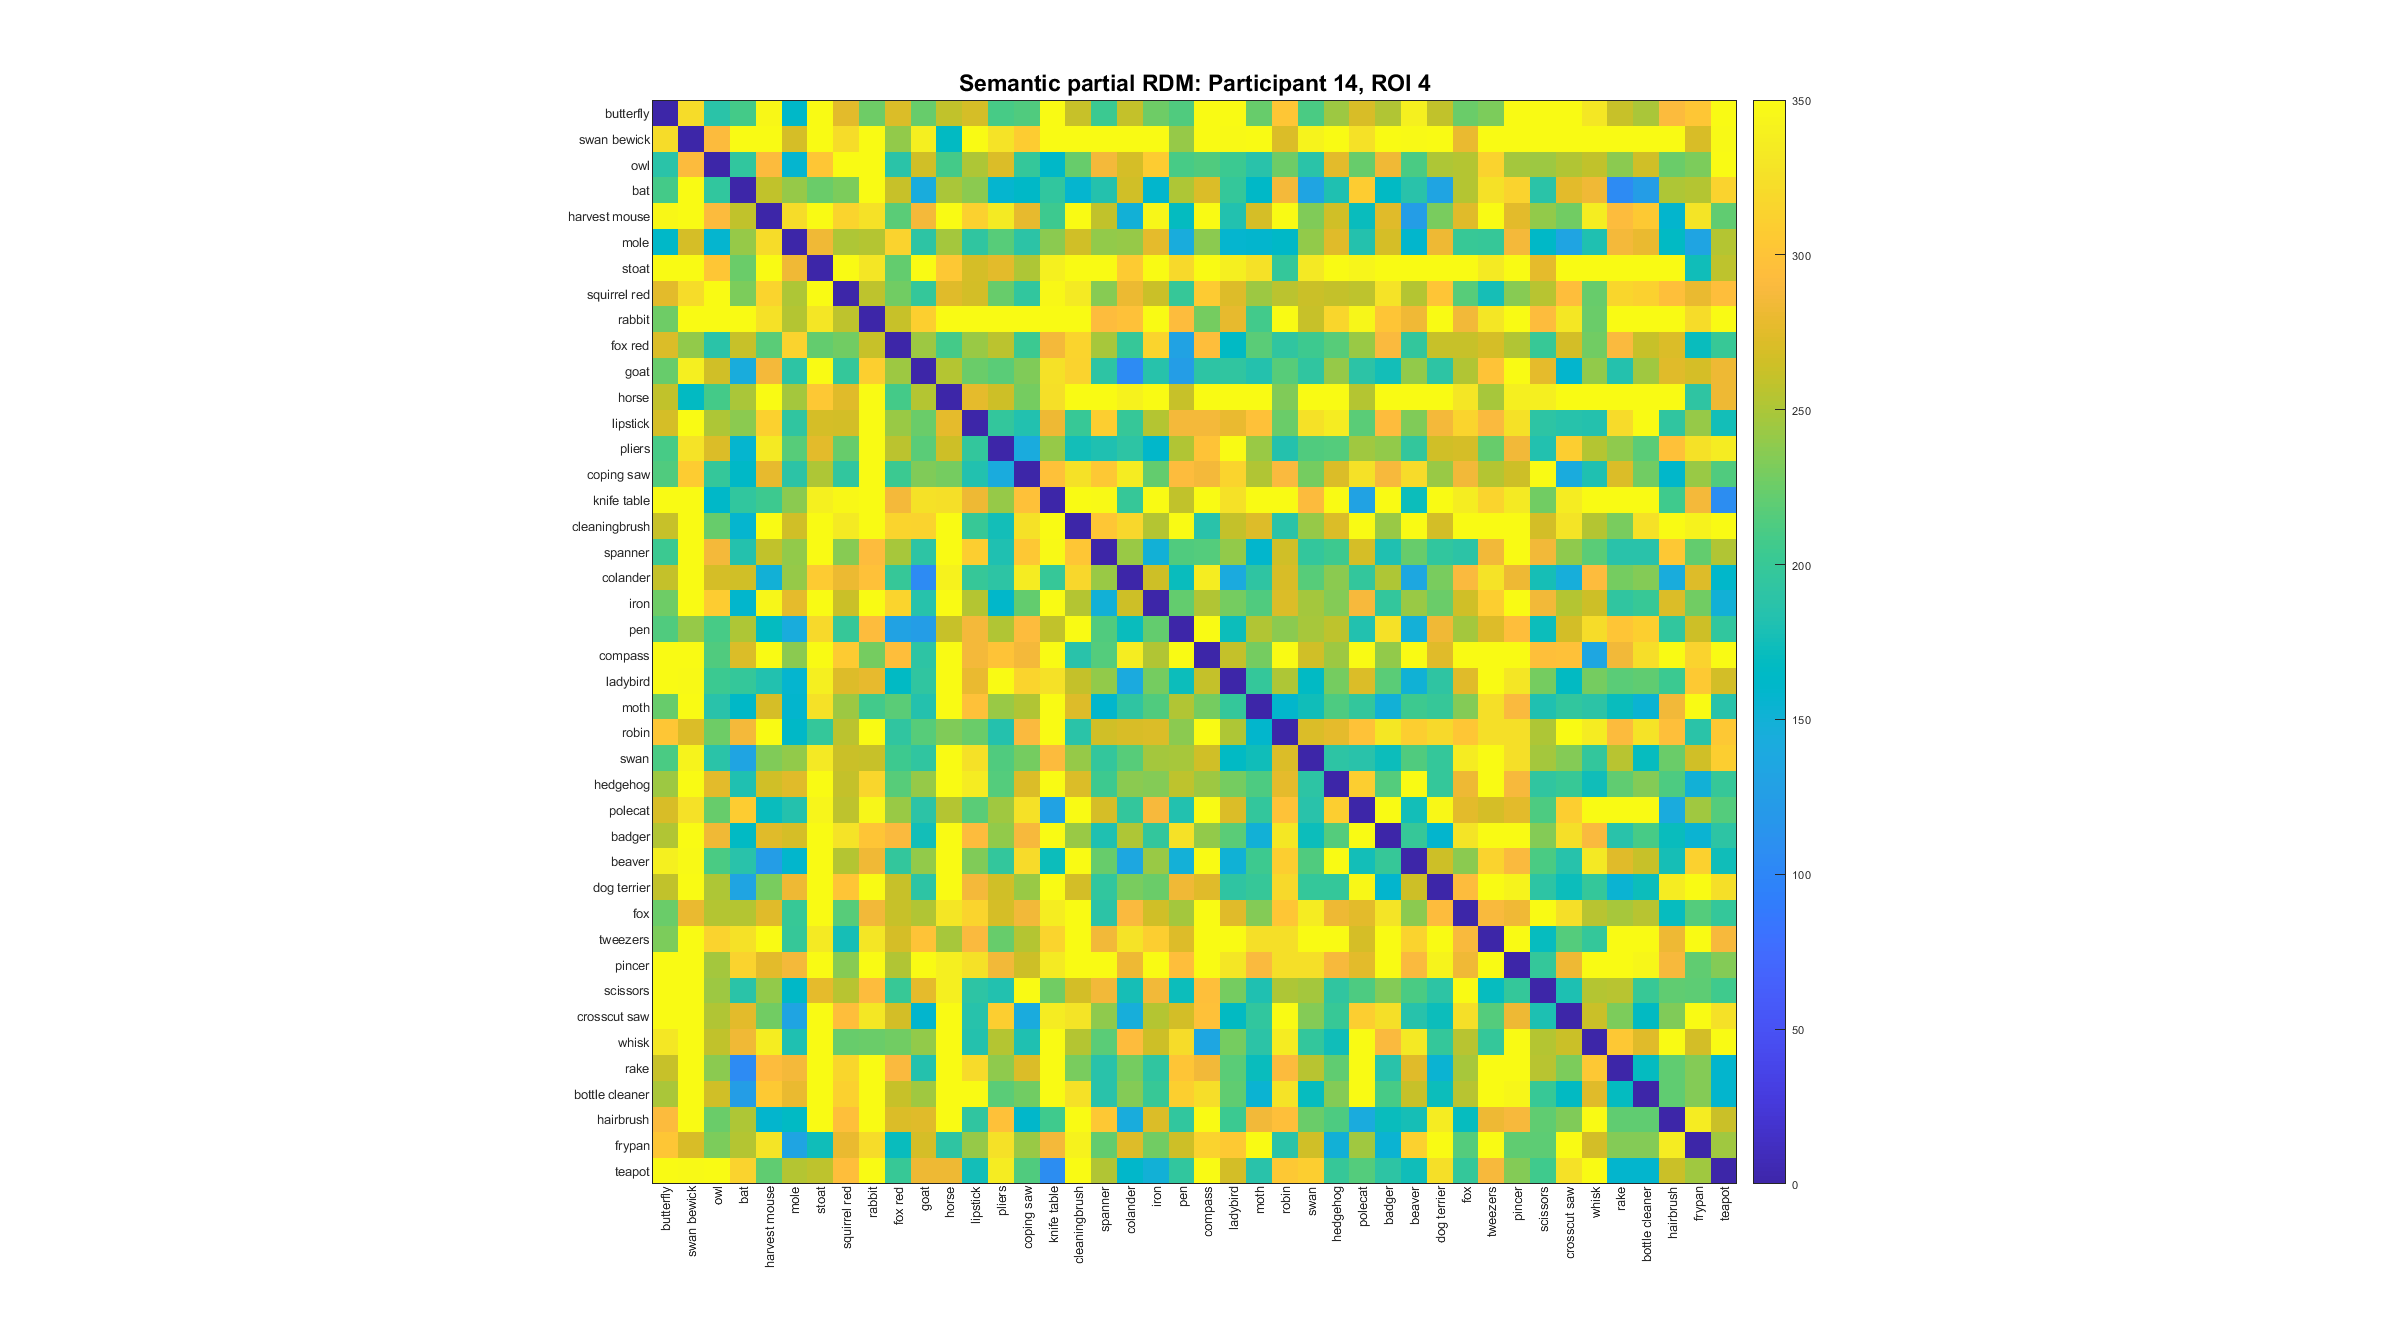 Semantic partial RDM: Participant 14, ROI 4
butterfly
swan bewick
owl
bat
harvest mouse
mole
stoat
squirrel red
rabbit
fox red
goat
horse
lipstick
pliers
coping saw
knife table
cleaningbrush
spanner
colander
iron
pen
compass
ladybird
moth
robin
swan
hedgehog
polecat
badger
beaver
dog terrier
fox
tweezers
pincer
scissors
crosscut saw
whisk
rake
bottle cleaner
hairbrush
frypan
teapot
butterfly
swan bewick
owl
bat
harvest mouse
mole
stoat
squirrel red
rabbit
fox red
goat
horse
lipstick
pliers
coping saw
knife table
cleaningbrush
spanner
colander
iron
pen
compass
ladybird
moth
robin
swan
hedgehog
polecat
badger
beaver
dog terrier
fox
tweezers
pincer
scissors
crosscut saw
whisk
rake
bottle cleaner
hairbrush
frypan
teapot
350
300
250
200
150
100
50
0